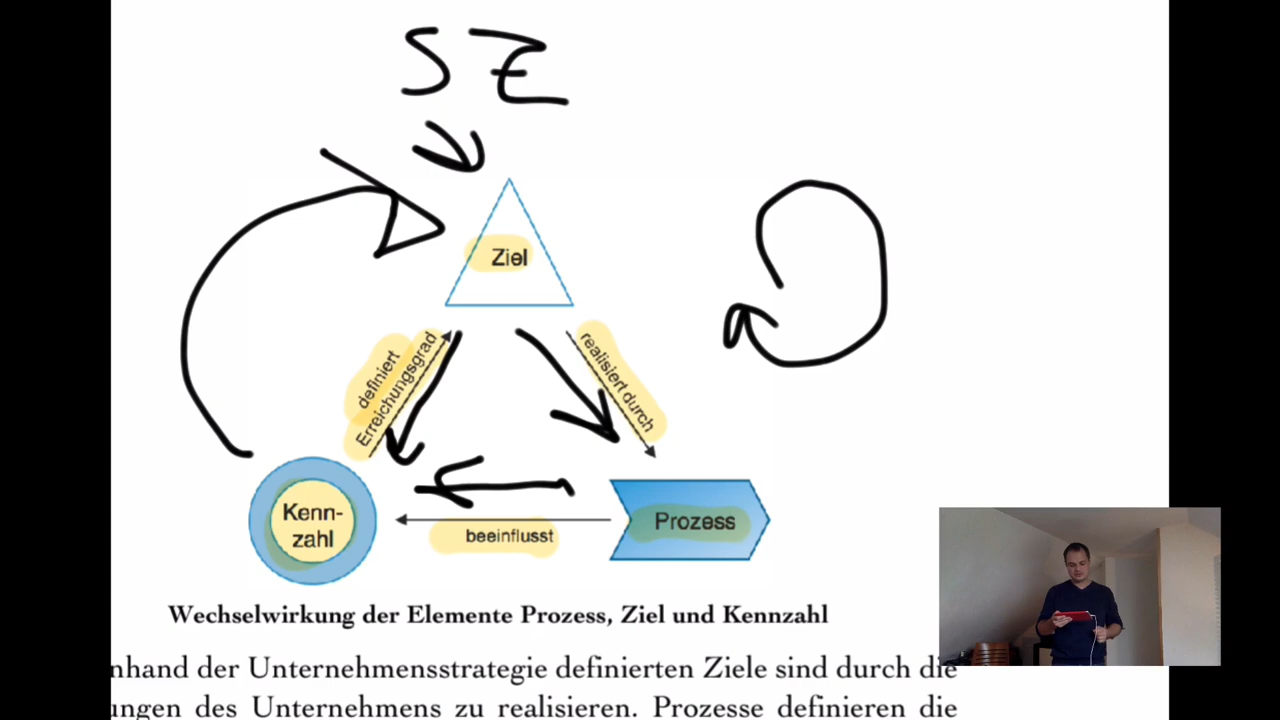 SZ
Ziel
definiert
Erreichungsgrad
realisiert durch
Kenn-
zahl
beeinflusst
Prozess
Wechselwirkung der Elemente Prozess, Ziel und Kennzahl
nhand der Unternehmensstrategie definierten Ziele sind durch die
ungen des Unternehmens zu realisieren. Prozesse definieren die